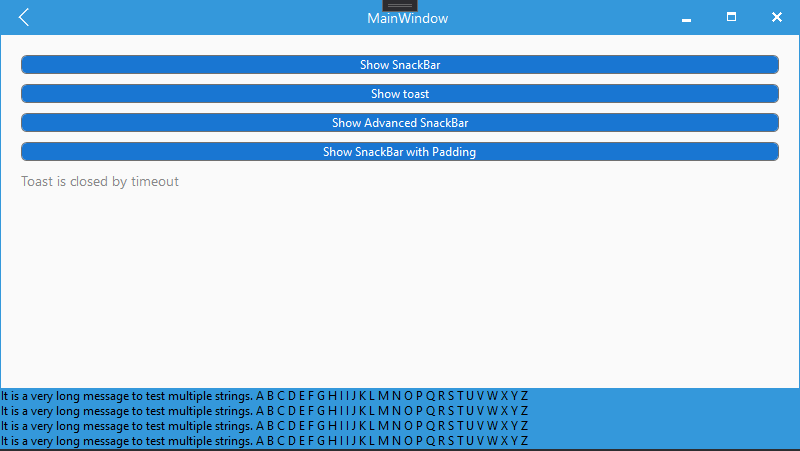 MainWindow
Show SnackBar
Show toast
Show Advanced SnackBar
Show SnackBar with Padding
Toast is closed by timeout
It is a very long message to test multiple strings. A B C D E F G H I I J K L M N O P Q R S T U V W X Y Z
It is a very long message to test multiple strings. A B C D E F G H I I J K L M N O P Q R S T U V W X Y Z
It is a very long message to test multiple strings. A B C D E F G H I I J K L M N O P Q R S T U V W X Y Z
It is a very long message to test multiple strings. A B C D E F G H I I J K L M N O P Q R S T U V W X Y Z